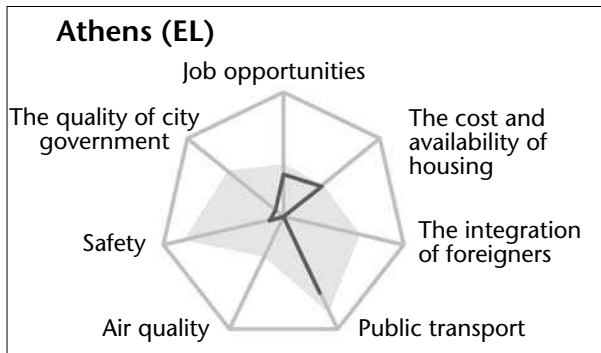 Athens (EL)
Job opportunities
The quality of city
government
The cost and
availability of
housing
Safety
The integration
of foreigners
Air quality
Public transport